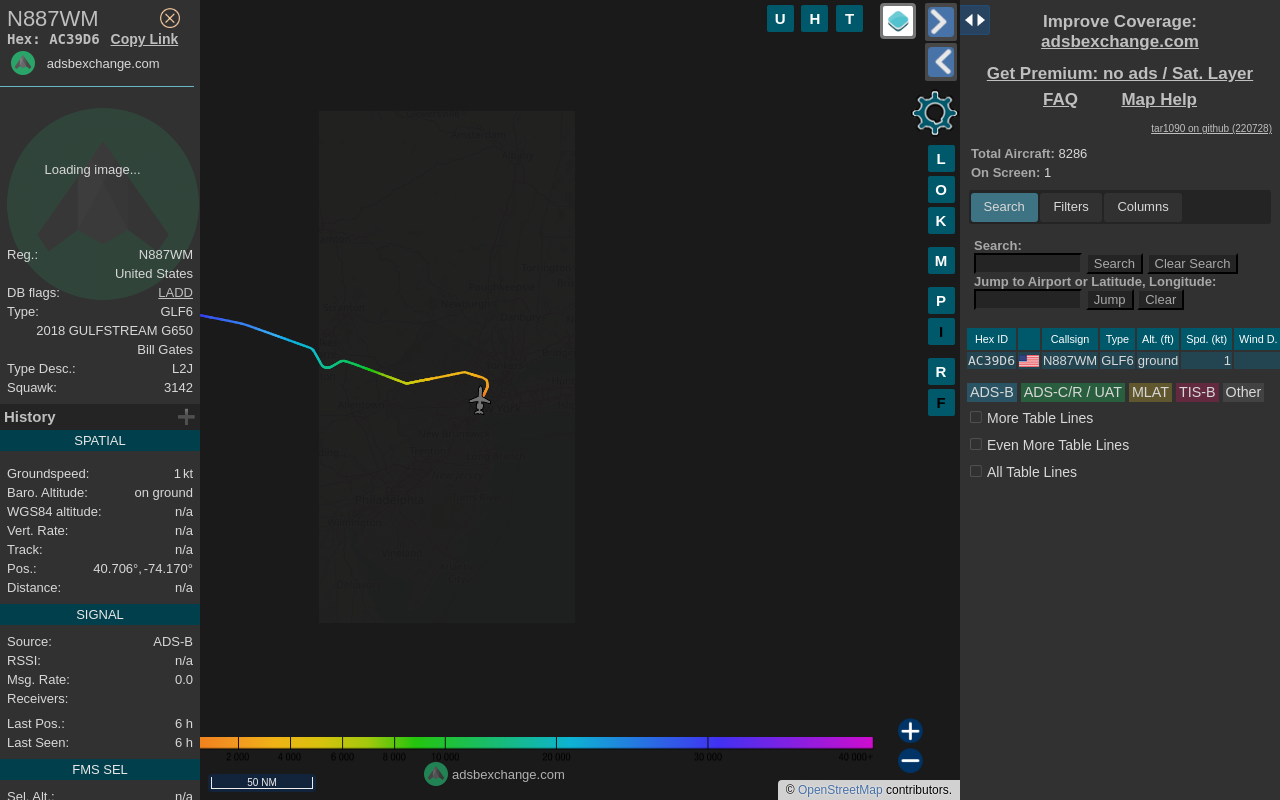 N887WM
Hex: AC39D6 Copy Link
adsbexchange.com
Loading image...
Reg.: N887WM
United States
DB flags: LADD
Type: GLF6
2018 GULFSTREAM G650
Bill Gates
Type Desc.: L2J
Squawk: 3142
History
SPATIAL
Groundspeed: 1 kt
Baro. Altitude: on ground
WGS84 altitude: n/a
Vert. Rate: n/a
Track: n/a
Pos.: 40.706°, -74.170°
Distance: n/a
SIGNAL
Source: ADS-B
RSSI: n/a
Msg. Rate: 0.0
Receivers:
Last Pos.: 6 h
Last Seen: 6 h
FMS SEL
Sel. Alt.: n/a
U H T
L
O
K
M
P
I
R
F
Philadelphia
2 000 4 000 6 000 8 000 10 000 20 000 30 000 40 000+
adsbexchange.com
50 NM
© OpenStreetMap contributors.
Improve Coverage:
adsbexchange.com
Get Premium: no ads / Sat. Layer
FAQ Map Help
tar1090 on github (220728)
Total Aircraft: 8286
On Screen: 1
Search Filters Columns
Search:
Search Clear Search
Jump to Airport or Latitude, Longitude:
Jump Clear
Hex ID Callsign Type Alt. (ft) Spd. (kt) Wind D.
AC39D6 N887WM GLF6 ground 1
ADS-B ADS-C/R / UAT MLAT TIS-B Other
More Table Lines
Even More Table Lines
All Table Lines